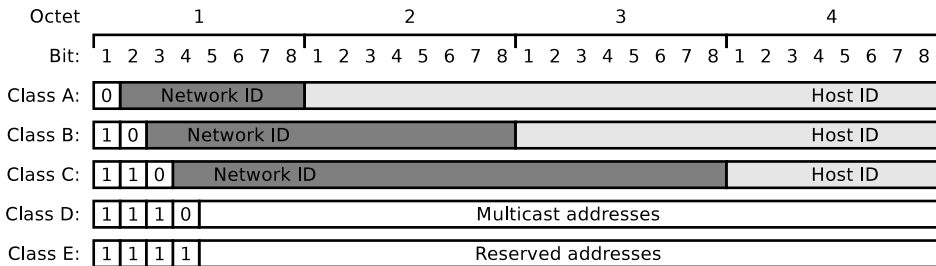 Octet 1 2 3 4
Bit: 1 2 3 4 5 6 7 8 1 2 3 4 5 6 7 8 1 2 3 4 5 6 7 8 1 2 3 4 5 6 7 8
Class A: 0 Network ID Host ID
Class B: 1 0 Network ID Host ID
Class C: 1 1 0 Network ID Host ID
Class D: 1 1 1 0 Multicast addresses
Class E: 1 1 1 1 Reserved addresses